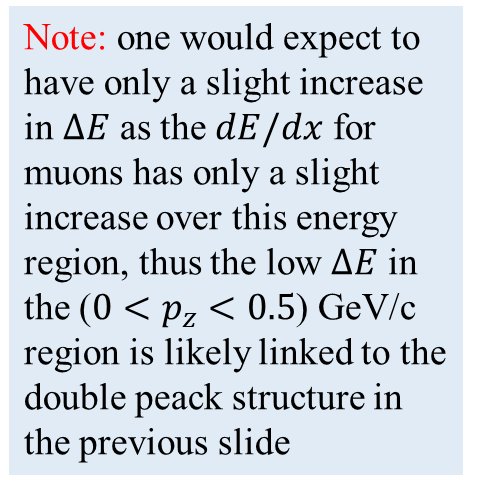 Note: one would expect to
have only a slight increase
in ΔE as the dE/dx for
muons has only a slight
increase over this energy
region, thus the low ΔE in
the (0 < p_z < 0.5) GeV/c
region is likely linked to the
double peack structure in
the previous slide